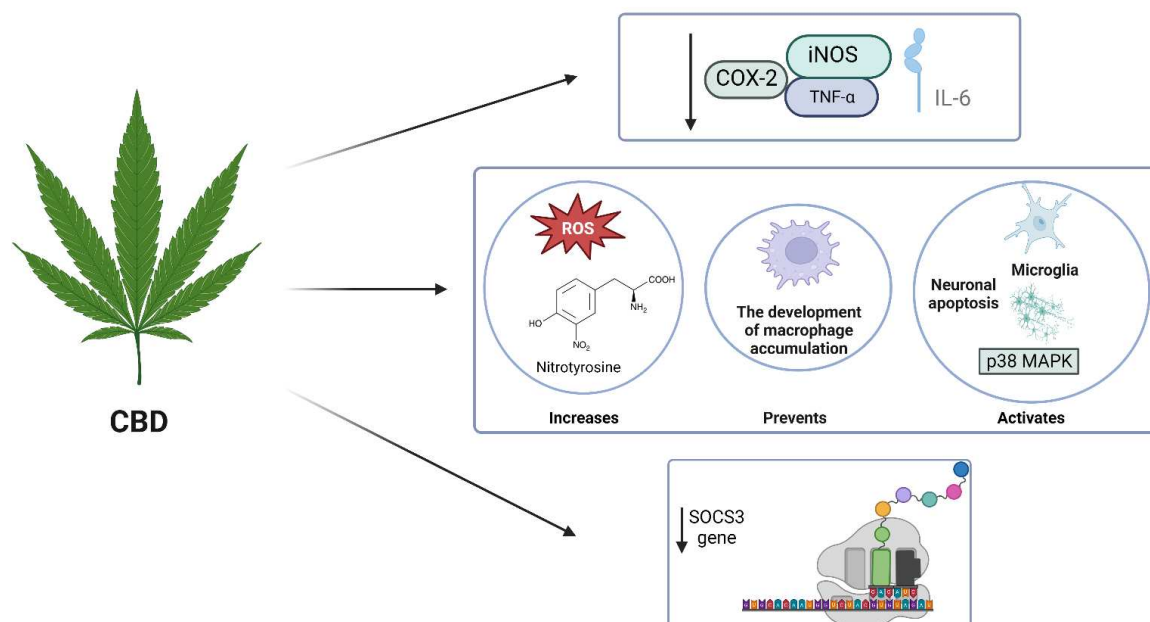 COX-2
iNOS
TNF-α
IL-6
CBD
ROS
COOH
NH2
HO
NO2
Nitrotyrosine
Increases
The development
of macrophage
accumulation
Prevents
Microglia
Neuronal
apoptosis
p38 MAPK
Activates
SOCS3
gene